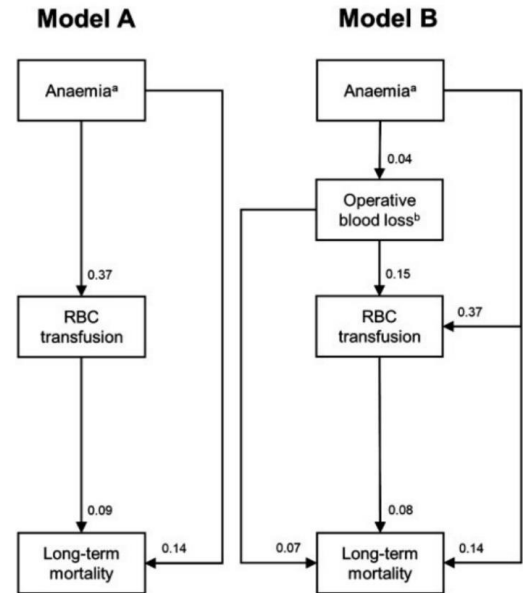 Model A
Anaemiaᵃ
0.37
RBC
transfusion
0.09
0.14
Long-term
mortality
Model B
Anaemiaᵃ
0.04
Operative
blood lossᵇ
0.15
RBC
transfusion
0.37
0.08
0.07
0.14
Long-term
mortality